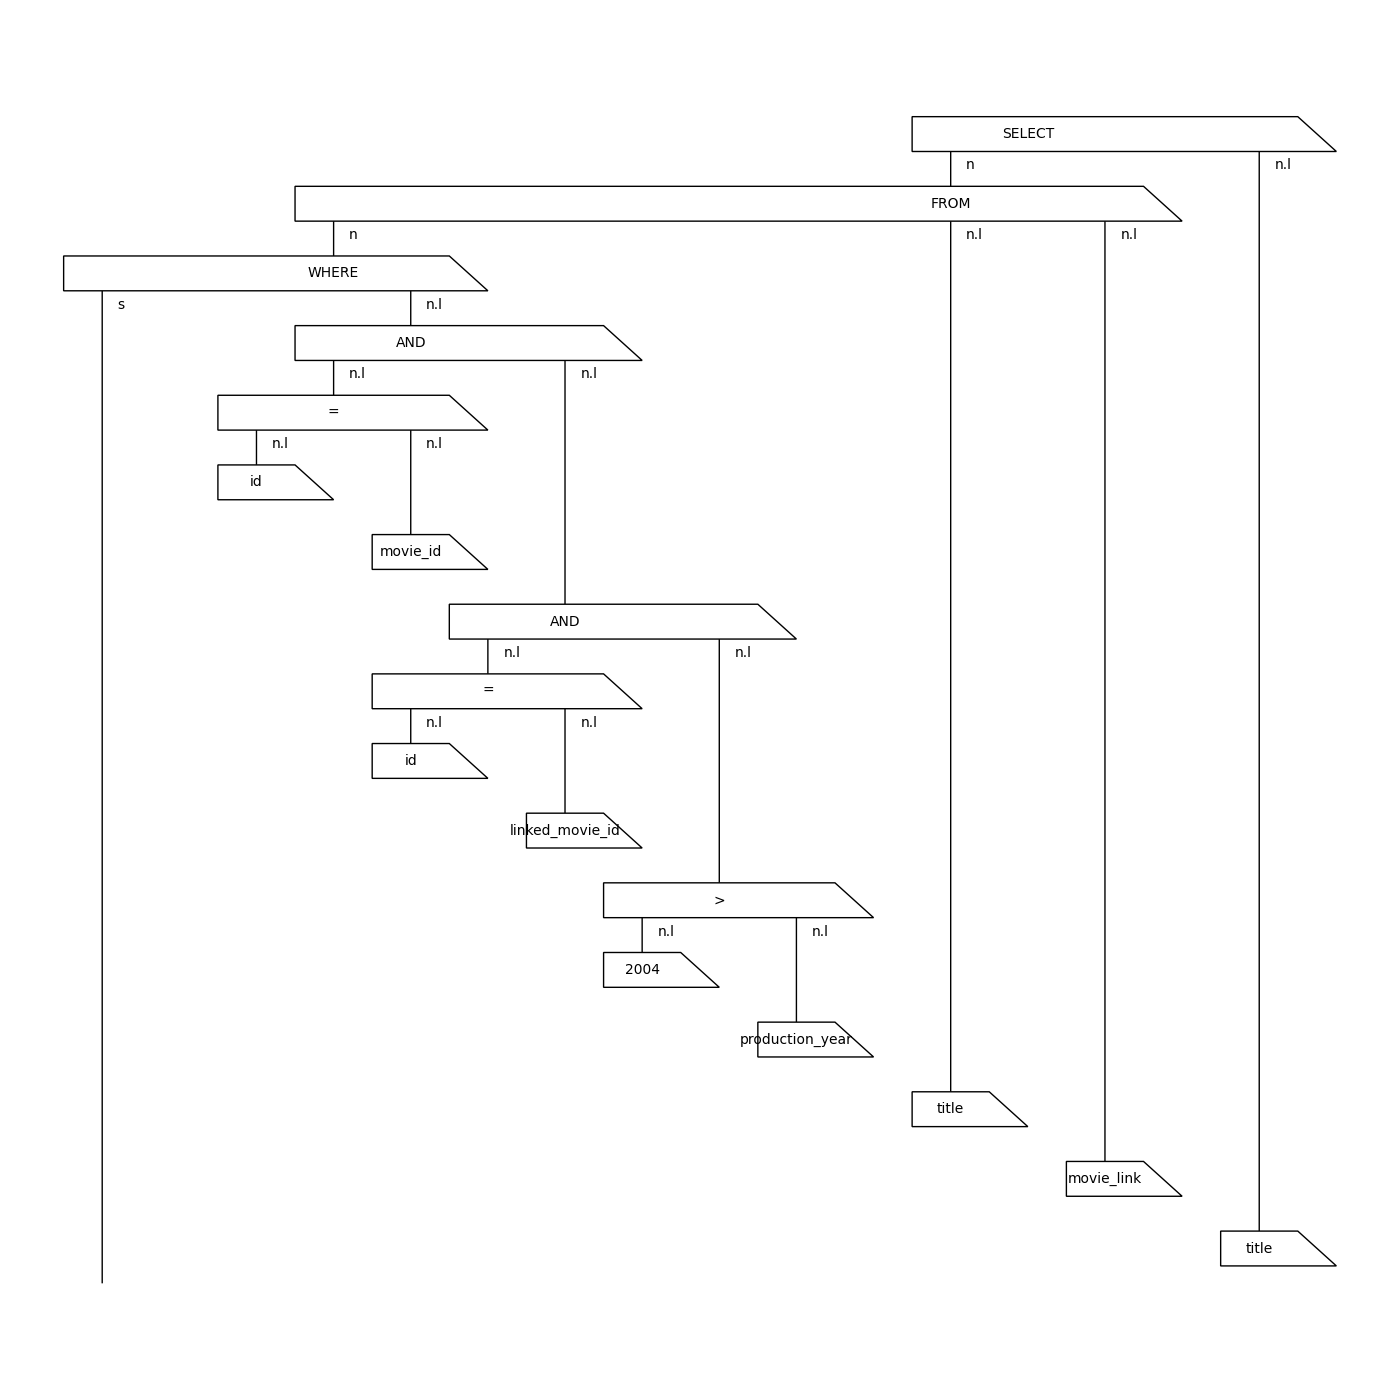 SELECT
n n.l
FROM
n n.l n.l
WHERE
s n.l
AND
n.l n.l
=
n.l n.l
id
movie_id
AND
n.l n.l
=
n.l n.l
id
linked_movie_id
>
n.l n.l
2004
production_year
title
movie_link
title